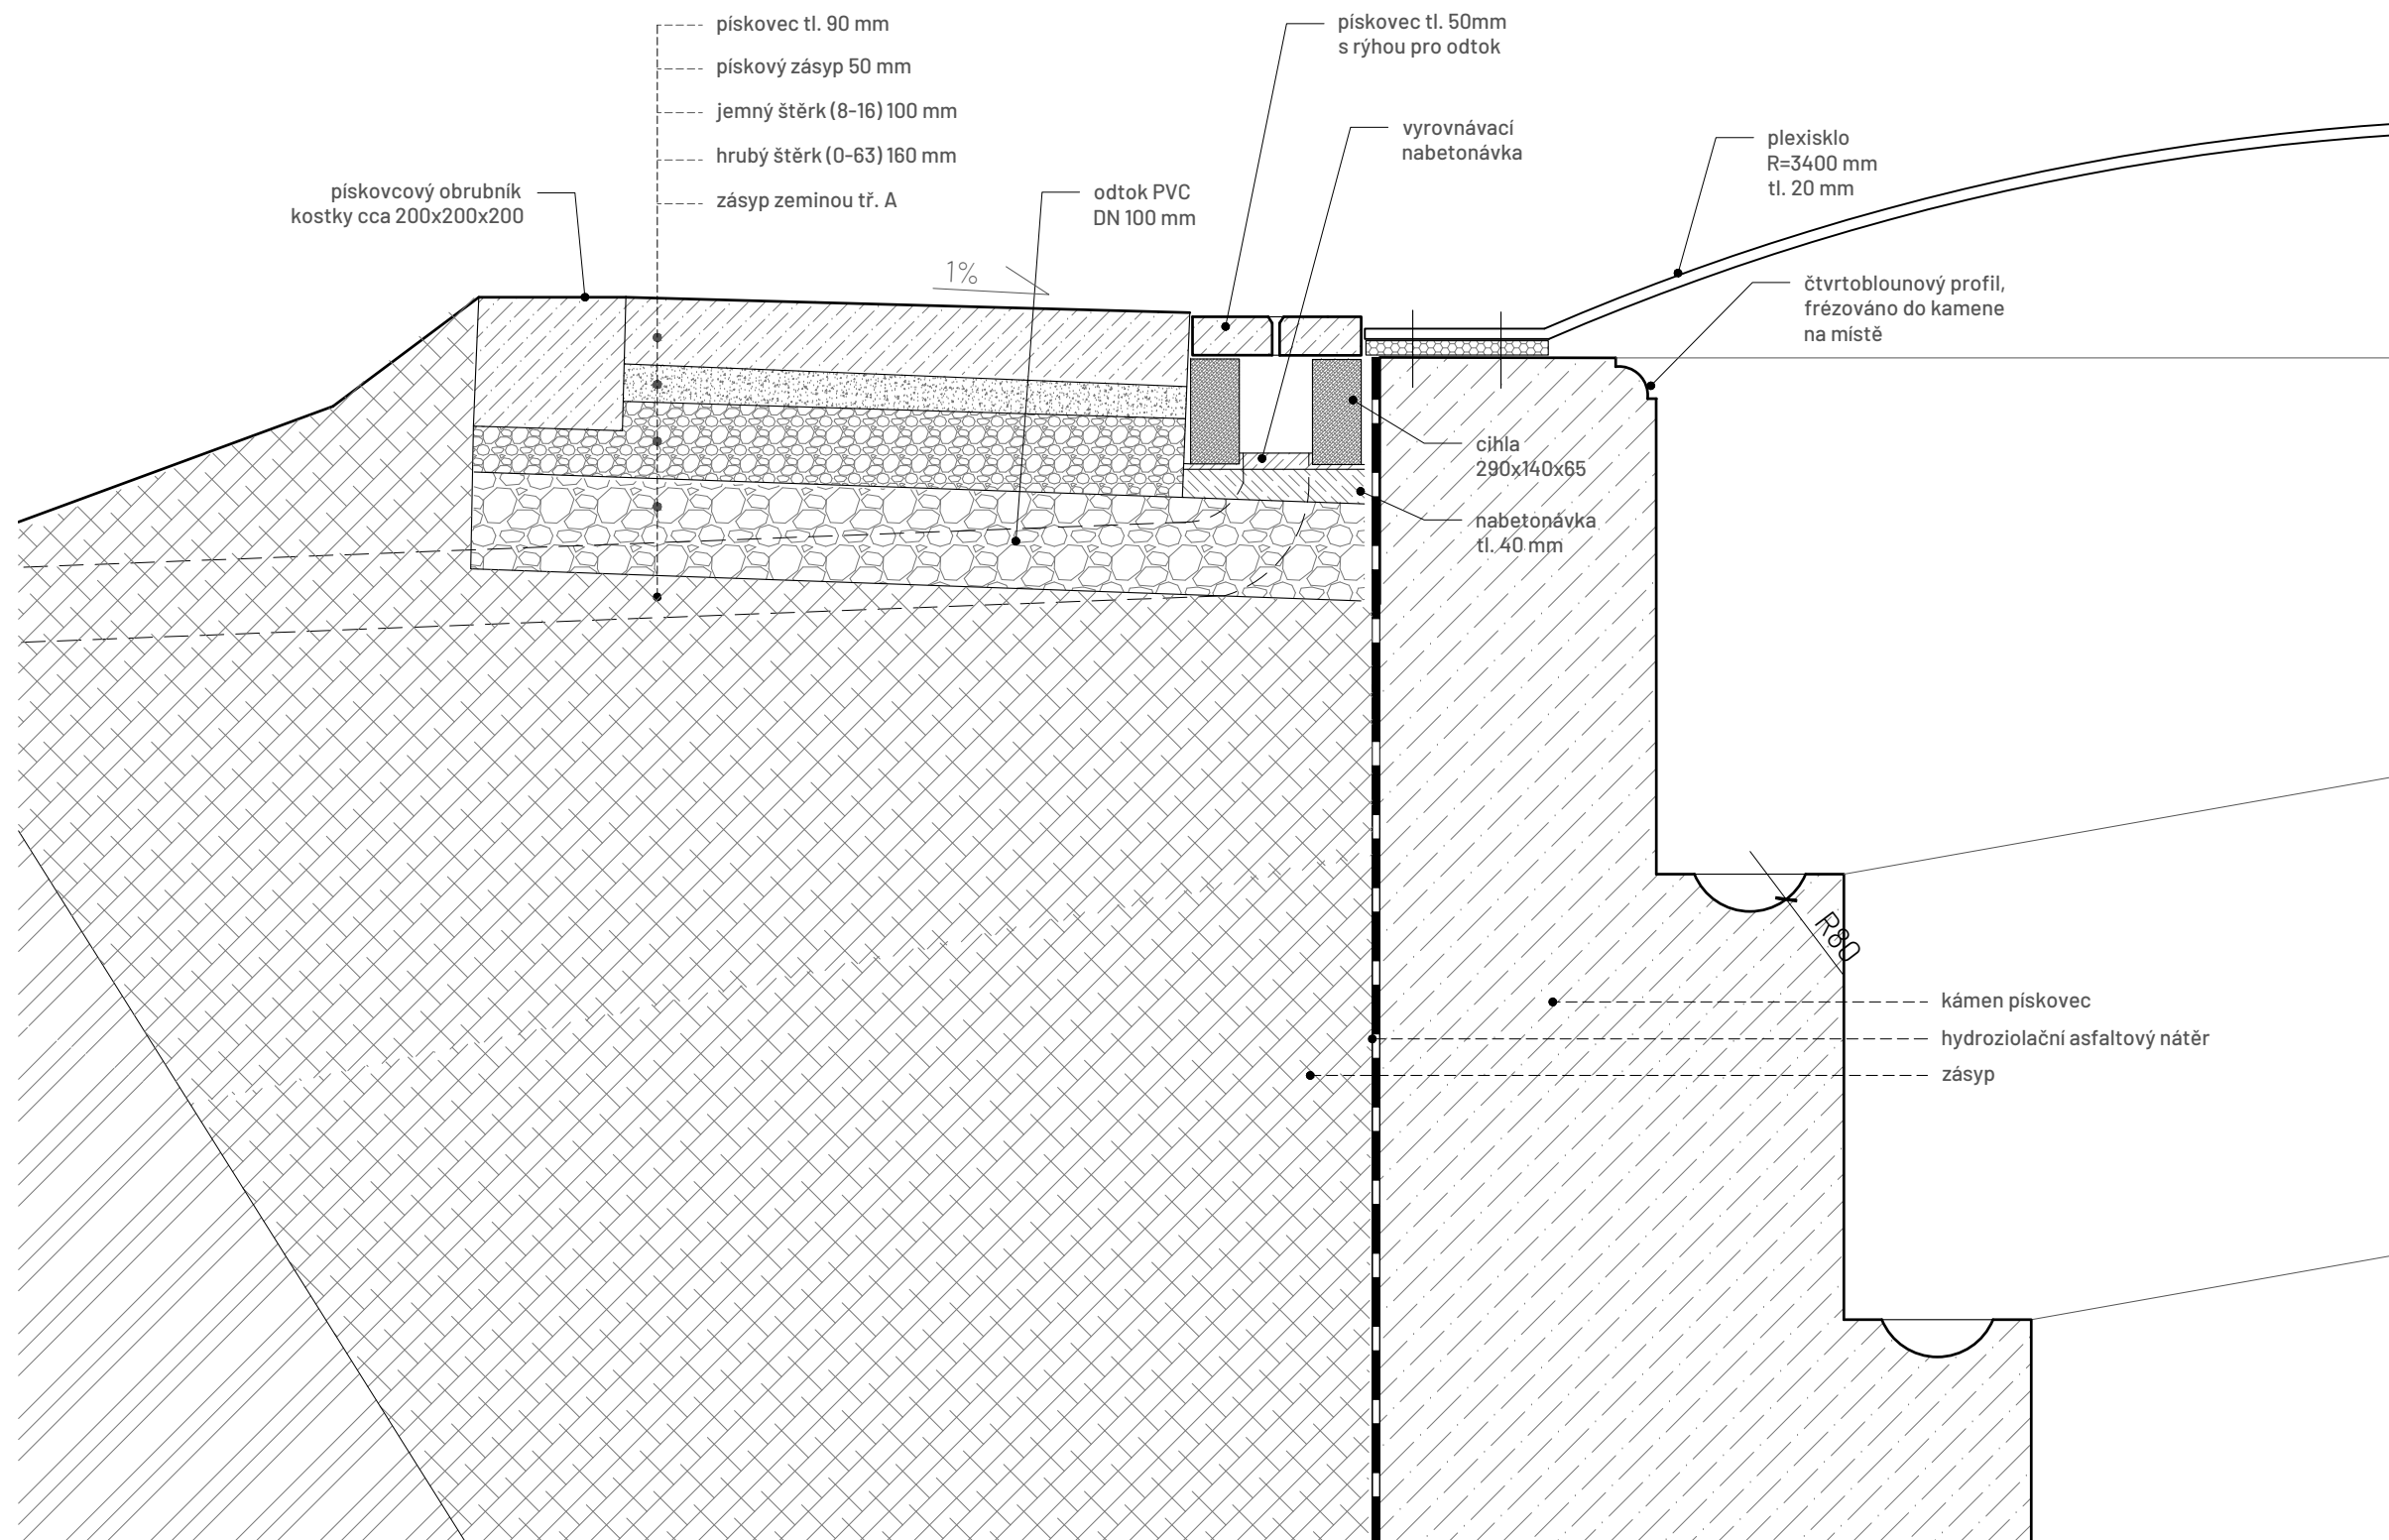 pískovec tl. 90 mm
pískový zásyp 50 mm
jemný štěrk (8-16) 100 mm
hrubý štěrk (0-63) 160 mm
zásyp zeminou tř. A
pískovcový obrubník
kostky cca 200x200x200
odtok PVC
DN 100 mm
1%
pískovec tl. 50mm
s rýhou pro odtok
vyrovnávací
nabetonávka
plexisklo
R=3400 mm
tl. 20 mm
čtvrtoblounový profil,
frézováno do kamene
na místě
cihla
290x140x65
nabetonávka
tl. 40 mm
R80
kámen pískovec
hydroziolační asfaltový nátěr
zásyp